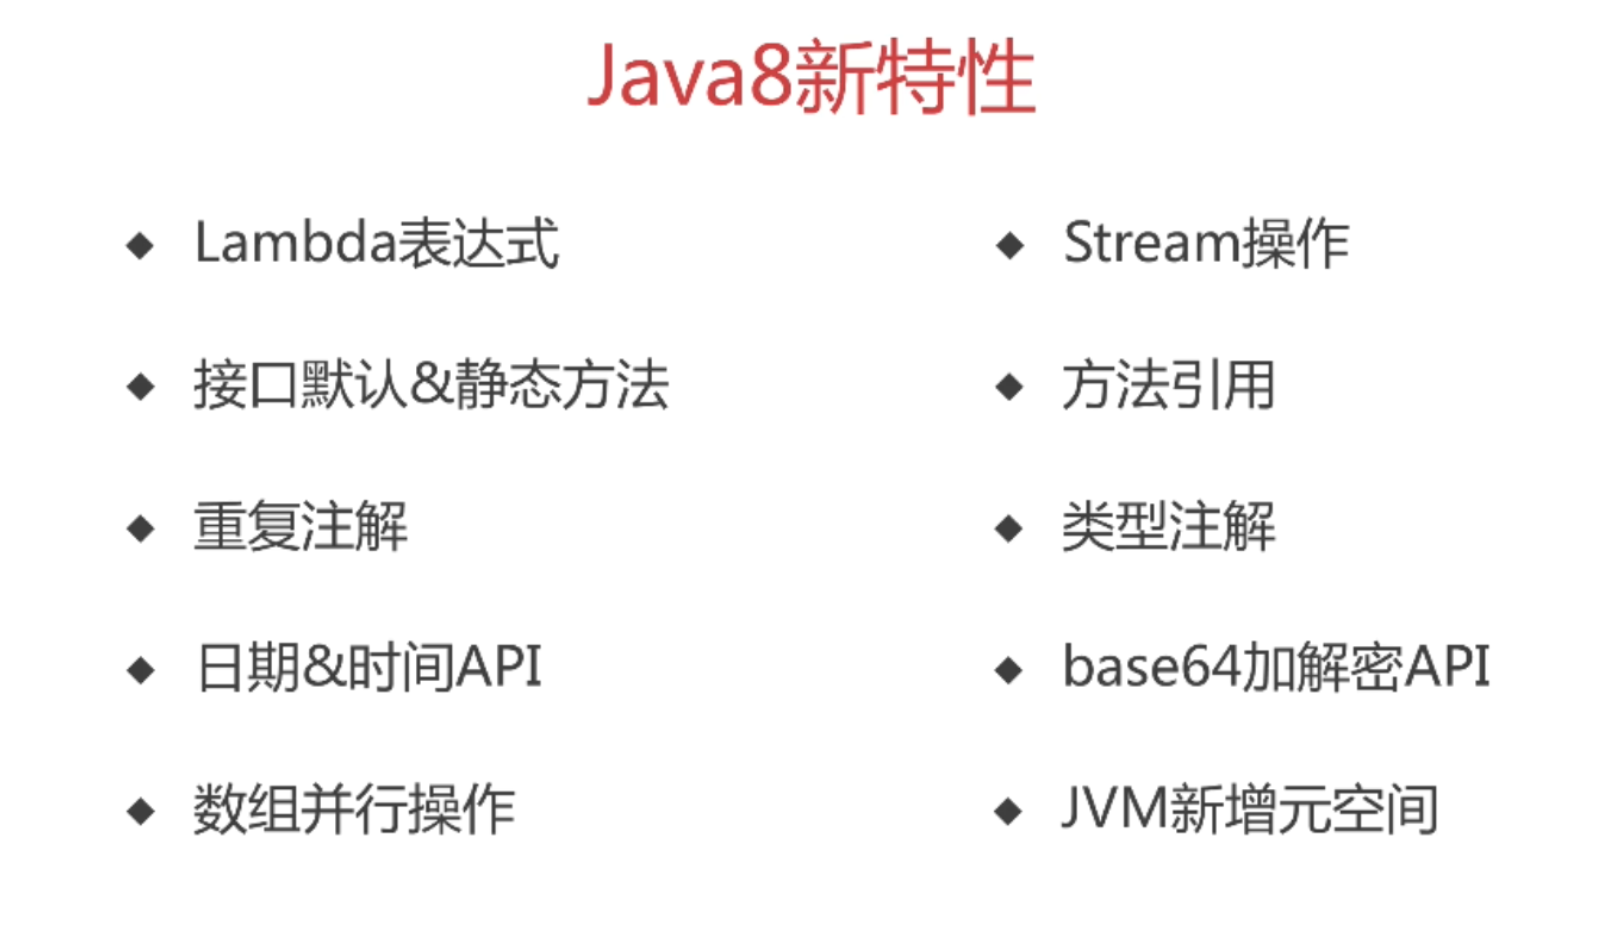 Java8新特性
◆ Lambda表达式
◆ Stream操作
◆ 接口默认&静态方法
◆ 方法引用
◆ 重复注解
◆ 类型注解
◆ 日期&时间API
◆ base64加解密API
◆ 数组并行操作
◆ JVM新增元空间